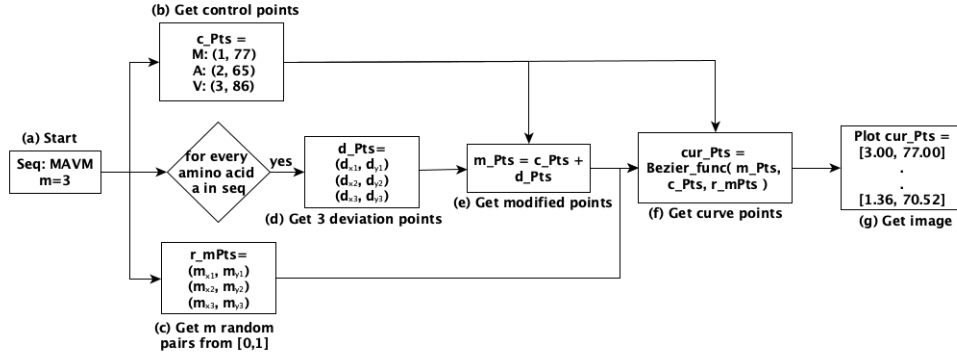 (b) Get control points
c_Pts =
M: (1, 77)
A: (2, 65)
V: (3, 86)
(a) Start
Seq: MAVM
m=3
for every
amino acid
a in seq
yes
d_Pts=
(dx1, dy1)
(dx2, dy2)
(dx3, dy3)
(d) Get 3 deviation points
m_Pts = c_Pts +
d_Pts
(e) Get modified points
cur_Pts =
Bezier_func( m_Pts,
c_Pts, r_mPts )
(f) Get curve points
Plot cur_Pts =
[3.00, 77.00]
.
.
[1.36, 70.52]
(g) Get image
r_mPts=
(mx1, my1)
(mx2, my2)
(mx3, my3)
(c) Get m random
pairs from [0,1]